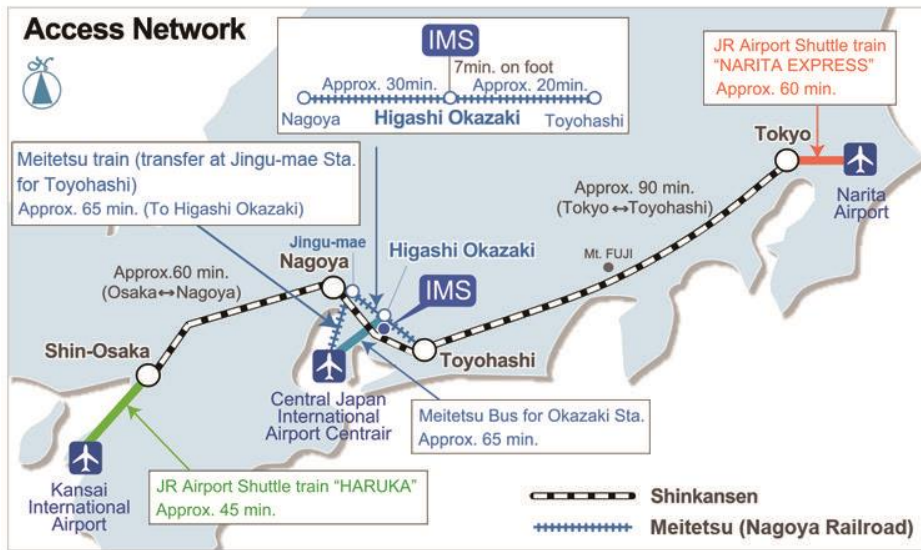 Access Network
IMS
7min. on foot
Approx. 30min.
Approx. 20min.
Nagoya
Higashi Okazaki
Toyohashi
JR Airport Shuttle train
“NARITA EXPRESS”
Approx. 60 min.
Tokyo
Narita
Airport
Meitetsu train (transfer at Jingu-mae Sta.
for Toyohashi)
Approx. 65 min. (To Higashi Okazaki)
Approx. 90 min.
(Tokyo↔Toyohashi)
Mt. FUJI
Jingu-mae
Nagoya
Higashi Okazaki
IMS
Approx.60 min.
(Osaka↔Nagoya)
Shin-Osaka
Toyohashi
Central Japan
International
Airport Centrair
Meitetsu Bus for Okazaki Sta.
Approx. 65 min.
Kansai
International
Airport
JR Airport Shuttle train “HARUKA”
Approx. 45 min.
Shinkansen
Meitetsu (Nagoya Railroad)